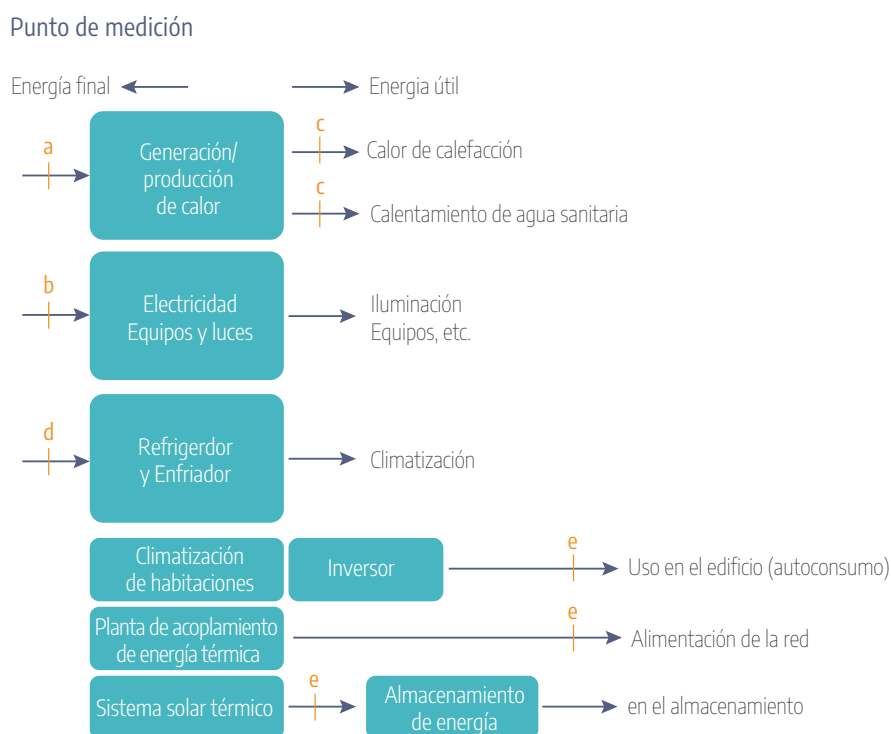 Punto de medición
Energía final
Energia útil
a
Generación/
producción
de calor
c
Calor de calefacción
c
Calentamiento de agua sanitaria
b
Electricidad
Equipos y luces
Iluminación
Equipos, etc.
d
Refrigerdor
y Enfriador
Climatización
Climatización
de habitaciones
Inversor
e
Uso en el edificio (autoconsumo)
Planta de acoplamiento
de energía térmica
e
Alimentación de la red
Sistema solar térmico
e
Almacenamiento
de energía
en el almacenamiento